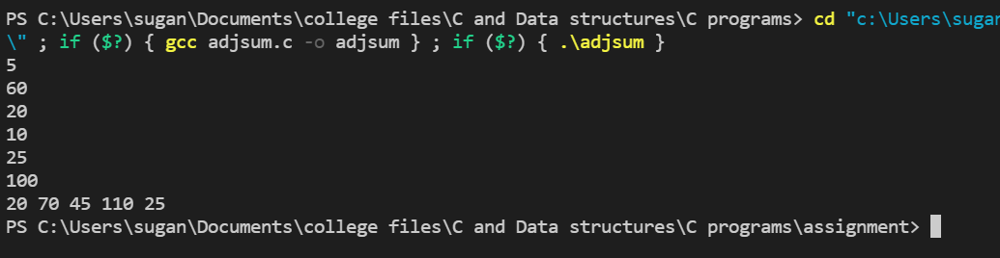 PS C:\Users\sugan\Documents\college files\C and Data structures\C programs> cd "c:\Users\sugan
\" ; if ($?) { gcc adjsum.c -o adjsum } ; if ($?) { .\adjsum }
5
60
20
10
25
100
20 70 45 110 25
PS C:\Users\sugan\Documents\college files\C and Data structures\C programs\assignment>